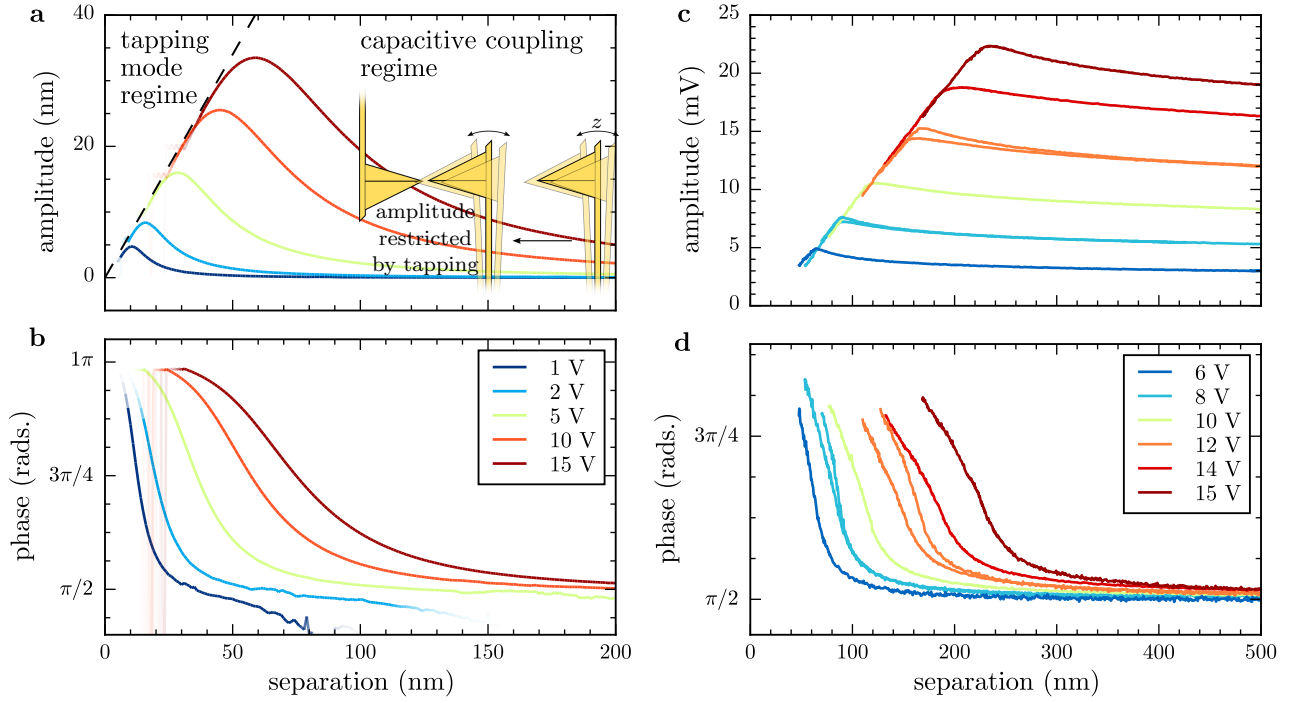 a
40
20
0
amplitude (nm)
tapping
mode
regime
capacitive coupling
regime
z
amplitude
restricted
by tapping
b
1π
3π/4
π/2
phase (rads.)
1 V
2 V
5 V
10 V
15 V
0
50
100
150
200
separation (nm)
c
25
20
15
10
5
0
amplitude (mV)
d
3π/4
π/2
phase (rads.)
6 V
8 V
10 V
12 V
14 V
15 V
0
100
200
300
400
500
separation (nm)